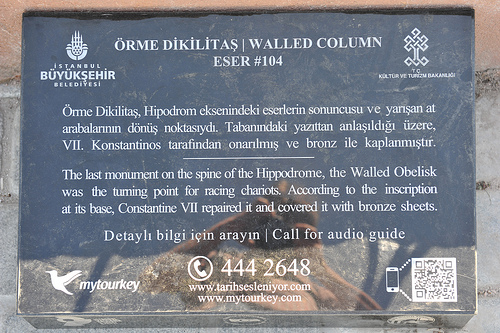 İSTANBUL
BÜYÜKŞEHİR
BELEDİYESİ
ÖRME DİKİLİTAŞ | WALLED COLUMN
ESER #104
T.C.
KÜLTÜR VE TURİZM BAKANLIĞI
Örme Dikilitaş, Hipodrom eksenindeki eserlerin sonuncusu ve yarışan at
arabalarının dönüş noktasıydı. Tabanındaki yazıttan anlaşıldığı üzere,
VII. Konstantinos tarafından onarılmış ve bronz ile kaplanmıştır.
The last monument on the spine of the Hippodrome, the Walled Obelisk
was the turning point for racing chariots. According to the inscription
at its base, Constantine VII repaired it and covered it with bronze sheets.
Detaylı bilgi için arayın | Call for audio guide
mytourkey
444 2648
www.tarihsesleniyor.com
www.mytourkey.com